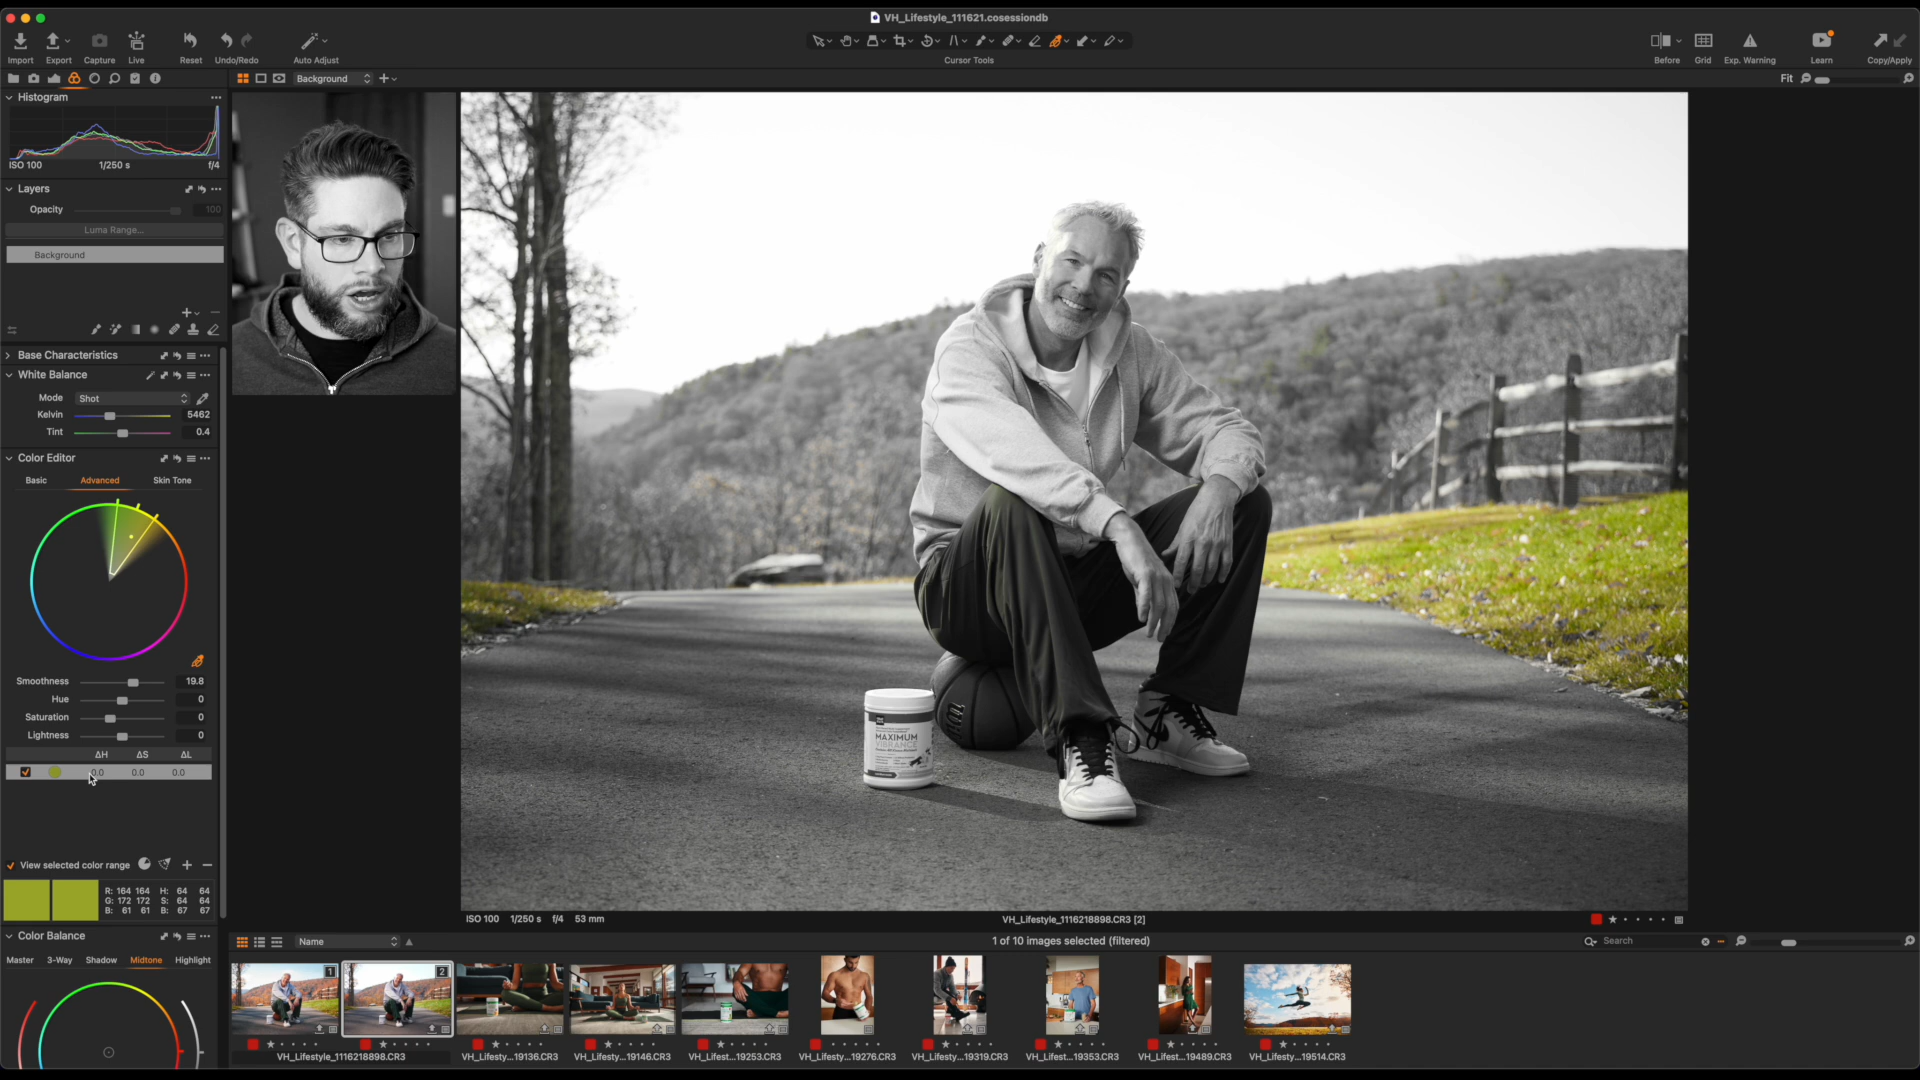 VH_Lifestyle_111621.cosessiondb
Import Export Capture Live Reset Undo/Redo Auto Adjust Cursor Tools Before Grid Exp. Warning Learn Copy/Apply
Background
Fit
Histogram
ISO 100 1/250 s f/4
Layers
Opacity 100
Luma Range...
Background
Base Characteristics
White Balance
Mode Shot
Kelvin 5462
Tint 0.4
Color Editor
Basic Advanced Skin Tone
Smoothness 19.8
Hue 0
Saturation 0
Lightness 0
ΔH ΔS ΔL
0.0 0.0 0.0
View selected color range
R: 164 164 H: 64 64
G: 172 172 S: 64 64
B: 61 61 B: 67 67
Color Balance
Master 3-Way Shadow Midtone Highlight
MAXIMUM
VIBRANCE
ISO 100 1/250 s f/4 53 mm
VH_Lifestyle_1116218898.CR3 [2]
Name
1 of 10 images selected (filtered)
Search
1
2
VH_Lifestyle_1116218898.CR3
VH_Lifesty...19136.CR3
VH_Lifesty...19146.CR3
VH_Lifest...19253.CR3
VH_Lifesty...19276.CR3
VH_Lifesty...19319.CR3
VH_Lifest...19353.CR3
VH_Lifest...19489.CR3
VH_Lifesty...19514.CR3